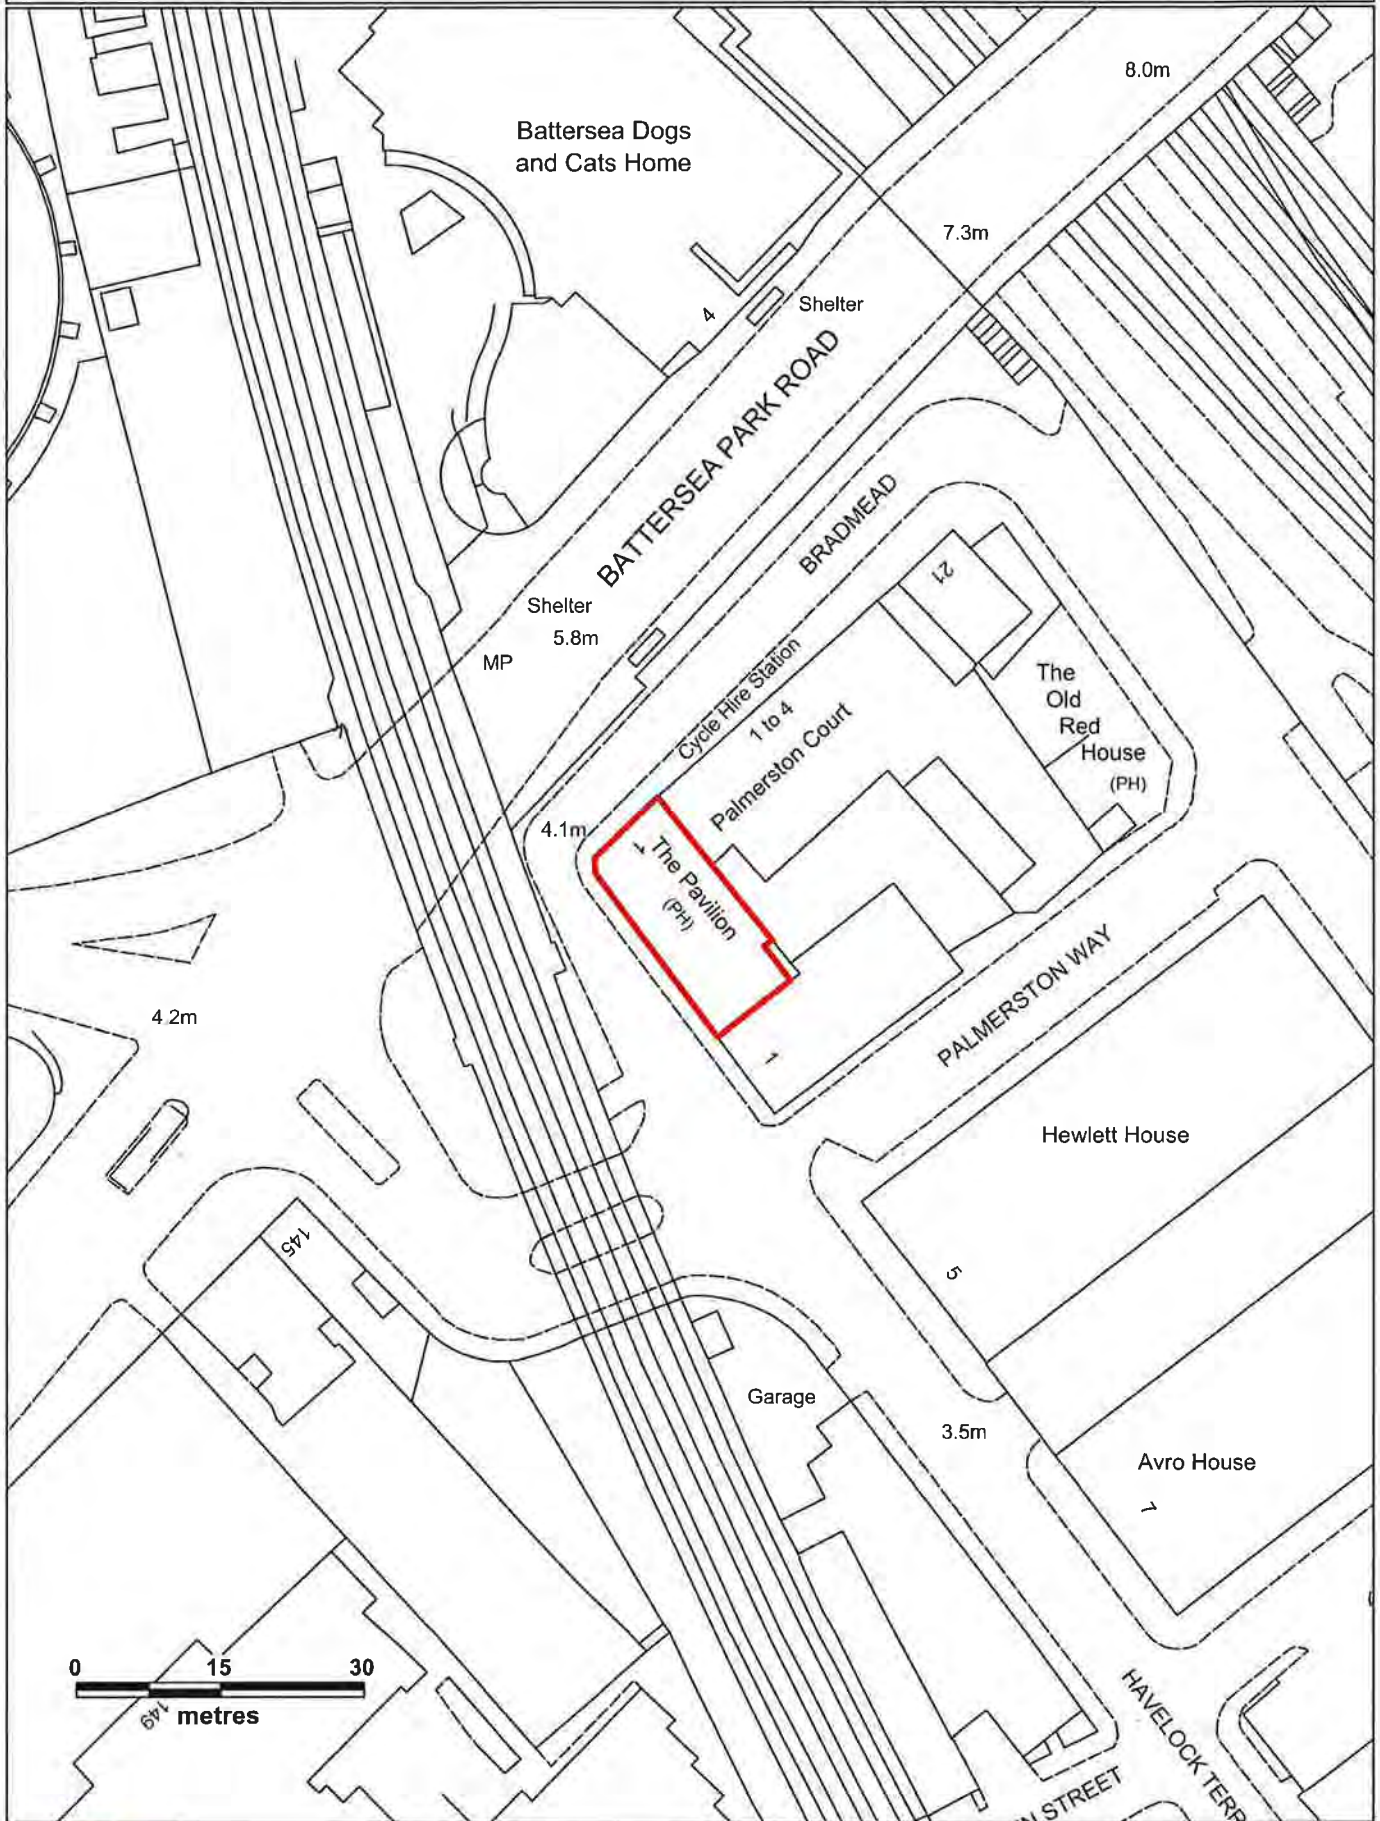 8.0m
Battersea Dogs
and Cats Home
7.3m
4
Shelter
BATTERSEA PARK ROAD
BRADMEAD
21
Shelter
5.8m
MP
Cycle Hire Station
1 to 4
Palmerston Court
The
Old
Red
House
(PH)
4.1m
1
The Pavilion
(PH)
PALMERSTON WAY
4.2m
1
Hewlett House
145
5
Garage
3.5m
Avro House
7
0 15 30
metres
149
HAVELOCK TERR
N STREET